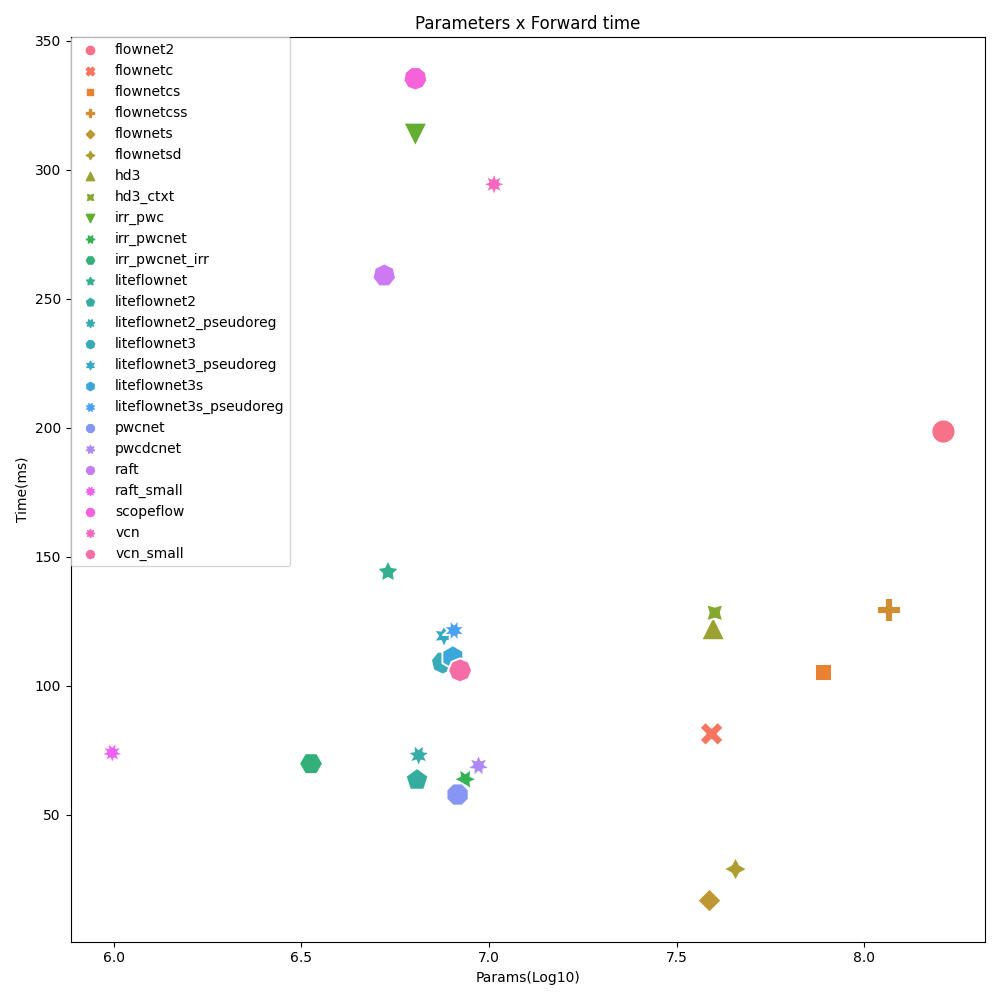 Parameters x Forward time
350
300
250
200
150
100
50
Time(ms)
flownet2
flownetc
flownetcs
flownetcss
flownets
flownetsd
hd3
hd3_ctxt
irr_pwc
irr_pwcnet
irr_pwcnet_irr
liteflownet
liteflownet2
liteflownet2_pseudoreg
liteflownet3
liteflownet3_pseudoreg
liteflownet3s
liteflownet3s_pseudoreg
pwcnet
pwcdcnet
raft
raft_small
scopeflow
vcn
vcn_small
6.0 6.5 7.0 7.5 8.0
Params(Log10)